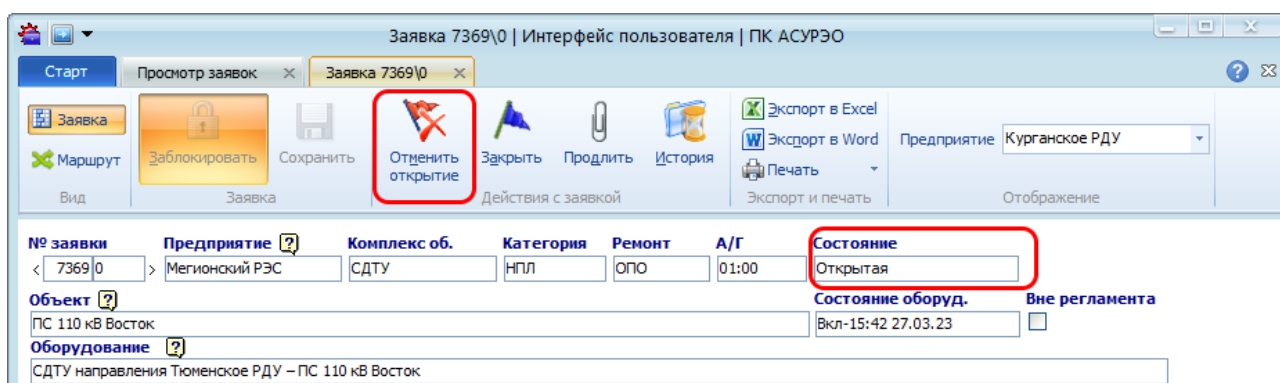 Заявка 7369\0 | Интерфейс пользователя | ПК АСУРЭО
Старт Просмотр заявок Заявка 7369\0
Заявка Заблокировать Сохранить Отменить открытие Закрыть Продлить История Экспорт в Excel
Экспорт в Word Предприятие Курганское РДУ
Маршрут Печать
Вид Заявка Действия с заявкой Экспорт и печать Отображение
№ заявки Предприятие [?] Комплекс об. Категория Ремонт А/Г Состояние
< 7369 0 > Мегионский РЭС СДТУ НПЛ ОПО 01:00 Открытая
Объект [?] Состояние оборуд. Вне регламента
ПС 110 кВ Восток Вкл-15:42 27.03.23
Оборудование [?]
СДТУ направления Тюменское РДУ – ПС 110 кВ Восток